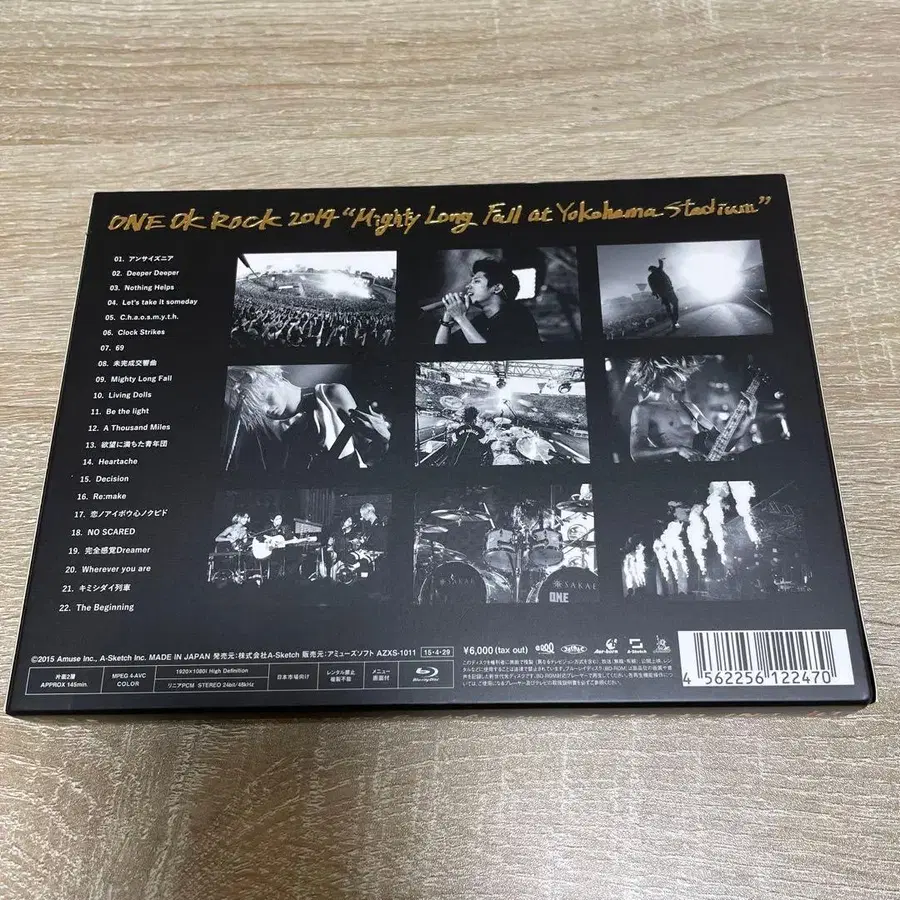 ONE OK ROCK 2014 "Mighty Long Fall at Yokohama Stadium"
01. アンサイズニア
02. Deeper Deeper
03. Nothing Helps
04. Let's take it someday
05. C.h.a.o.s.m.y.t.h.
06. Clock Strikes
07. 69
08. 未完成交響曲
09. Mighty Long Fall
10. Living Dolls
11. Be the light
12. A Thousand Miles
13. 欲望に満ちた青年団
14. Heartache
15. Decision
16. Re:make
17. 恋ノアイボウ心ノクピド
18. NO SCARED
19. 完全感覚Dreamer
20. Wherever you are
21. キミシダイ列車
22. The Beginning
SAKAE
SAKAE
ONE
©2015 Amuse Inc., A-Sketch Inc. MADE IN JAPAN 発売元:株式会社A-Sketch 販売元:アミューズソフト AZXS-1011 15・4・29
¥6,000 (tax out)
A-Sketch
片面2層
APPROX 145min.
MPEG 4-AVC
COLOR
1920×1080i High Definition
リニアPCM STEREO 24bit/48kHz
日本市場向け
レンタル禁止
複製不能
メニュー
画面付
Blu-ray Disc
4 562256 122470